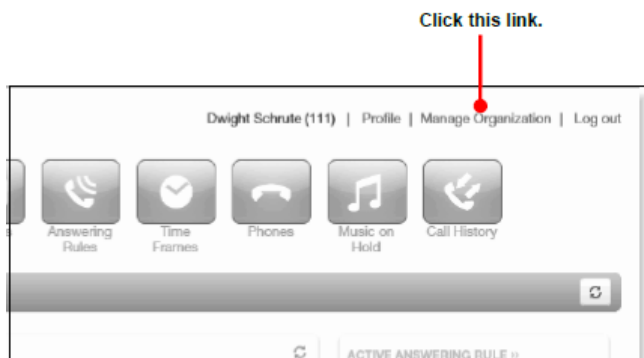 Click this link.
Dwight Schrute (111) | Profile | Manage Organization | Log out
s
Answering Rules
Time Frames
Phones
Music on Hold
Call History
ACTIVE ANSWERING RULE »